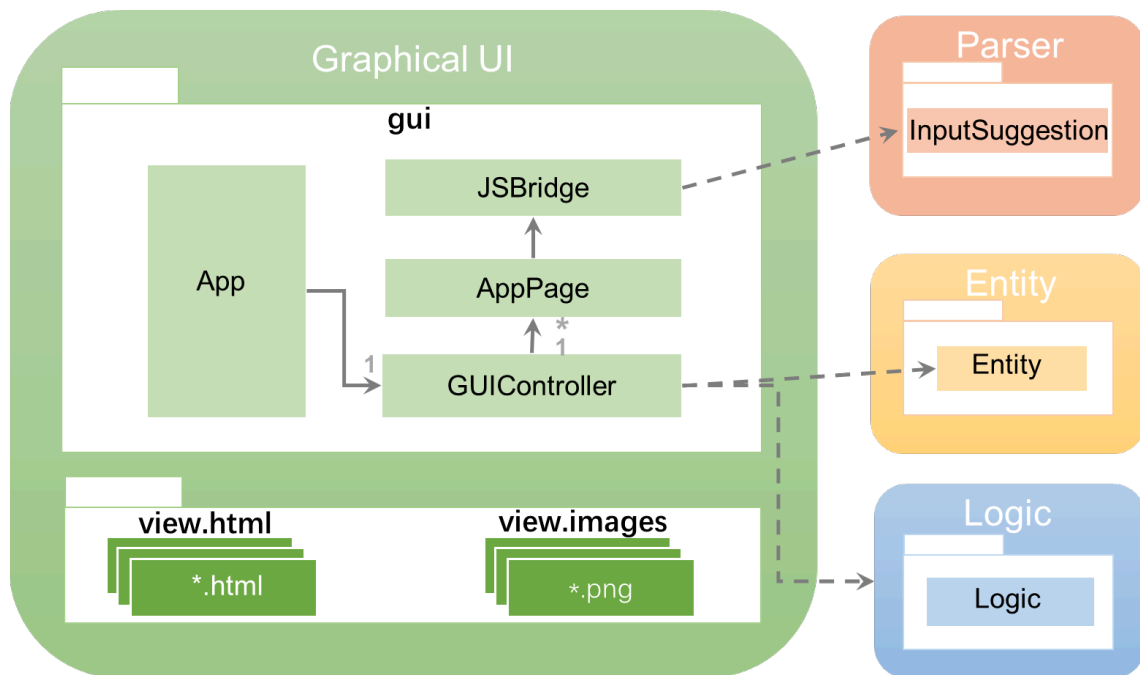 Graphical UI
gui
App
JSBridge
AppPage
*
1
1
GUIController
view.html
*.html
view.images
*.png
Parser
InputSuggestion
Entity
Entity
Logic
Logic